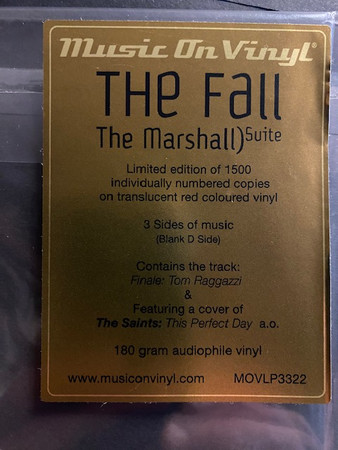 Music On Vinyl®
THe Fall
The Marshall) Suite
Limited edition of 1500
individually numbered copies
on translucent red coloured vinyl
3 Sides of music
(Blank D Side)
Contains the track:
Finale: Tom Raggazzi
&
Featuring a cover of
The Saints: This Perfect Day a.o.
180 gram audiophile vinyl
www.musiconvinyl.com MOVLP3322